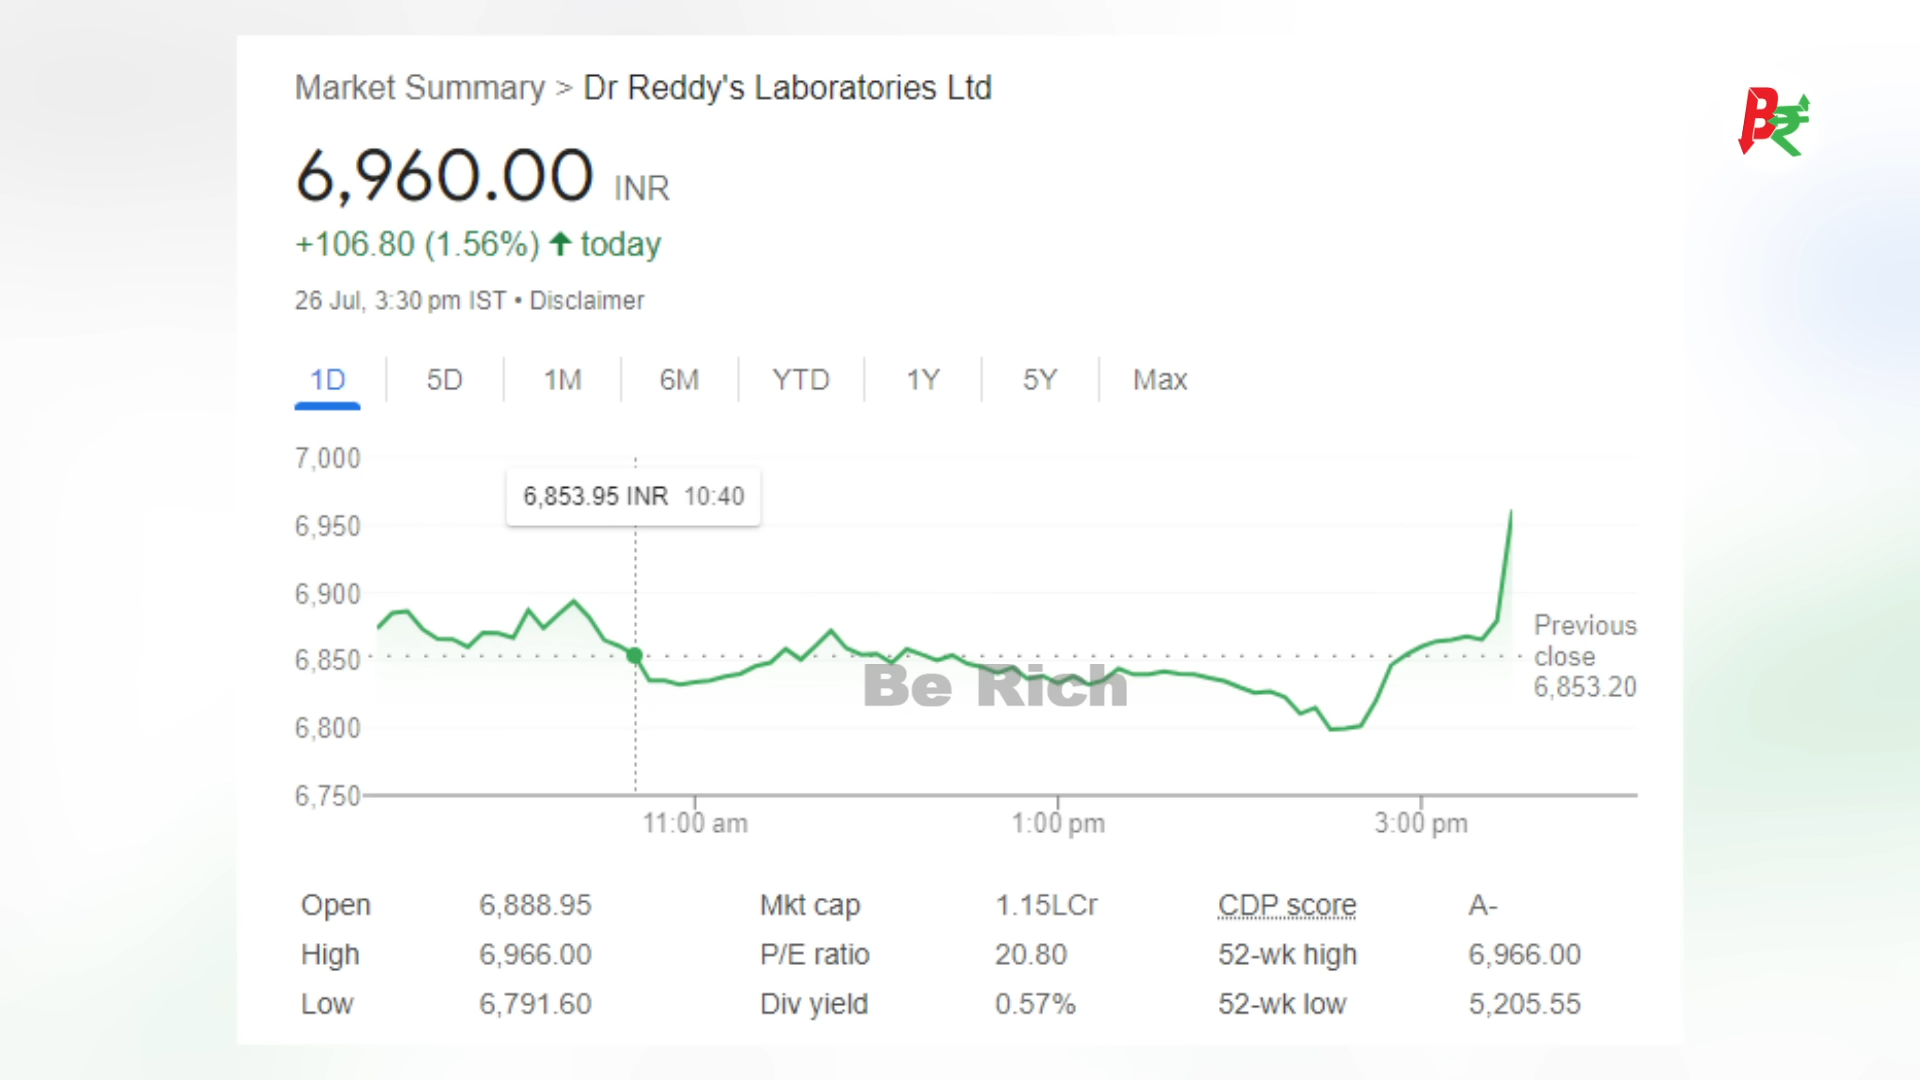 Market Summary > Dr Reddy's Laboratories Ltd
6,960.00 INR
+106.80 (1.56%) ↑ today
26 Jul, 3:30 pm IST • Disclaimer
1D 5D 1M 6M YTD 1Y 5Y Max
7,000
6,853.95 INR 10:40
6,950
6,900
Previous
close
6,853.20
6,850
Be Rich
6,800
6,750
11:00 am 1:00 pm 3:00 pm
Open 6,888.95 Mkt cap 1.15LCr CDP score A-
High 6,966.00 P/E ratio 20.80 52-wk high 6,966.00
Low 6,791.60 Div yield 0.57% 52-wk low 5,205.55
B₹